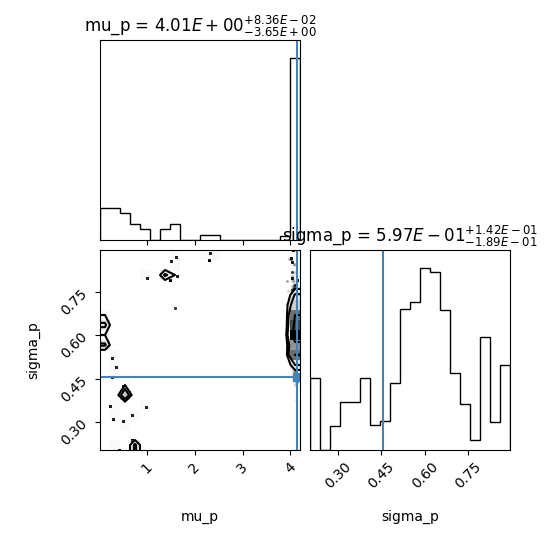 mu_p = 4.01E + 00 +8.36E − 02 −3.65E + 00
sigma_p = 5.97E − 01 +1.42E − 01 −1.89E − 01
sigma_p
0.75
0.60
0.45
0.30
1 2 3 4
0.30 0.45 0.60 0.75
mu_p
sigma_p